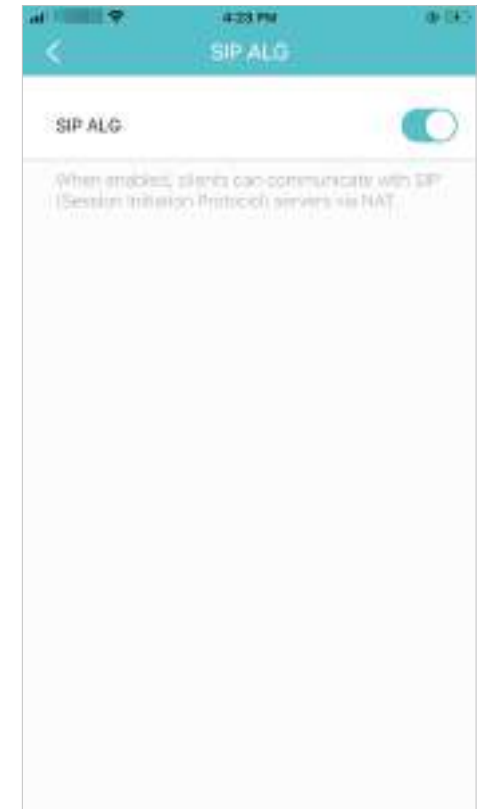 4:23 PM
SIP ALG
SIP ALG
When enabled, clients can communicate with SIP
(Session Initiation Protocol) servers via NAT.